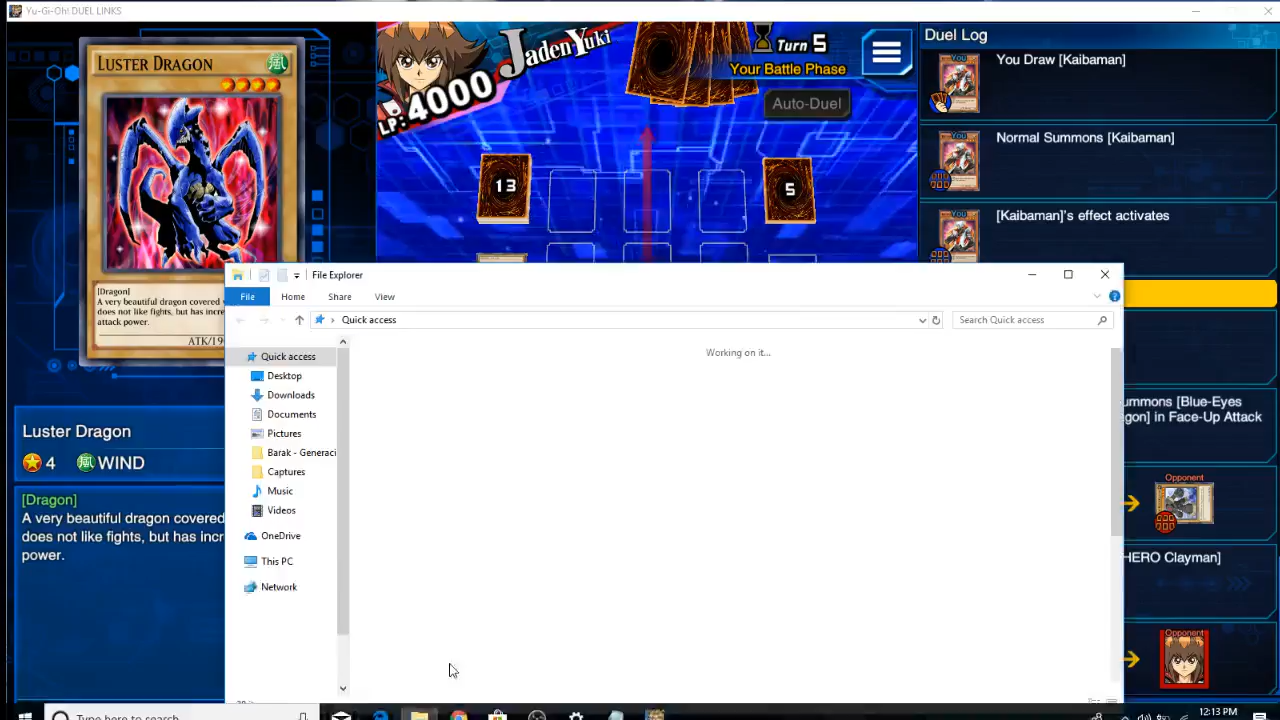 Yu-Gi-Oh! DUEL LINKS
LUSTER DRAGON
[Dragon]
A very beautiful dragon covered
does not like fights, but has incre
attack power.
ATK/19
Luster Dragon
4 WIND
[Dragon]
A very beautiful dragon covered
does not like fights, but has incr
power.
Jaden Yuki
LP: 4000
Turn 5
Your Battle Phase
Auto-Duel
13
5
Duel Log
You Draw [Kaibaman]
YOU
Normal Summons [Kaibaman]
YOU
[Kaibaman]'s effect activates
YOU
ummons [Blue-Eyes
gon] in Face-Up Attack
Opponent
HERO Clayman]
Opponent
File Explorer
File
Home
Share
View
Quick access
Search Quick access
Working on it...
Quick access
Desktop
Downloads
Documents
Pictures
Barak - Generaci
Captures
Music
Videos
OneDrive
This PC
Network
Type here to search
12:13 PM